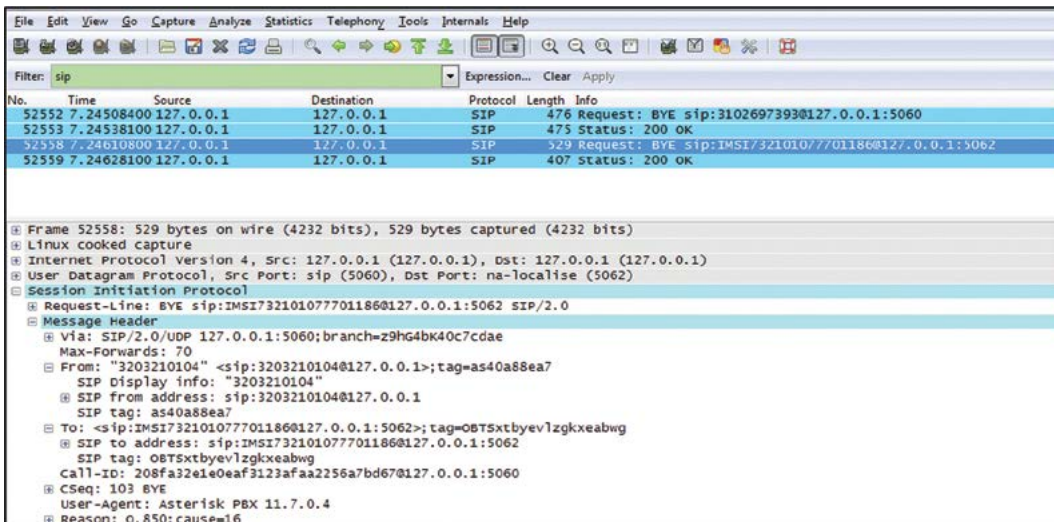 File Edit View Go Capture Analyze Statistics Telephony Tools Internals Help
Filter: sip Expression... Clear Apply
No. Time Source Destination Protocol Length Info
52552 7.24508400 127.0.0.1 127.0.0.1 SIP 476 Request: BYE sip:3102697393@127.0.0.1:5060
52553 7.24538100 127.0.0.1 127.0.0.1 SIP 475 Status: 200 OK
52558 7.24610800 127.0.0.1 127.0.0.1 SIP 529 Request: BYE sip:IMSI732101077701186@127.0.0.1:5062
52559 7.24628100 127.0.0.1 127.0.0.1 SIP 407 Status: 200 OK
Frame 52558: 529 bytes on wire (4232 bits), 529 bytes captured (4232 bits)
Linux cooked capture
Internet Protocol Version 4, Src: 127.0.0.1 (127.0.0.1), Dst: 127.0.0.1 (127.0.0.1)
User Datagram Protocol, Src Port: sip (5060), Dst Port: na-localise (5062)
Session Initiation Protocol
Request-Line: BYE sip:IMSI732101077701186@127.0.0.1:5062 SIP/2.0
Message Header
Via: SIP/2.0/UDP 127.0.0.1:5060;branch=z9hG4bK40c7cdae
Max-Forwards: 70
From: "3203210104" <sip:3203210104@127.0.0.1>;tag=as40a88ea7
SIP Display info: "3203210104"
SIP from address: sip:3203210104@127.0.0.1
SIP tag: as40a88ea7
To: <sip:IMSI732101077701186@127.0.0.1:5062>;tag=OBTSxtbyevlzgkxeabwg
SIP to address: sip:IMSI732101077701186@127.0.0.1:5062
SIP tag: OBTSxtbyevlzgkxeabwg
Call-ID: 208fa32e1e0eaf3123afaa2256a7bd67@127.0.0.1:5060
CSeq: 103 BYE
User-Agent: Asterisk PBX 11.7.0.4
Reason: Q.850;cause=16